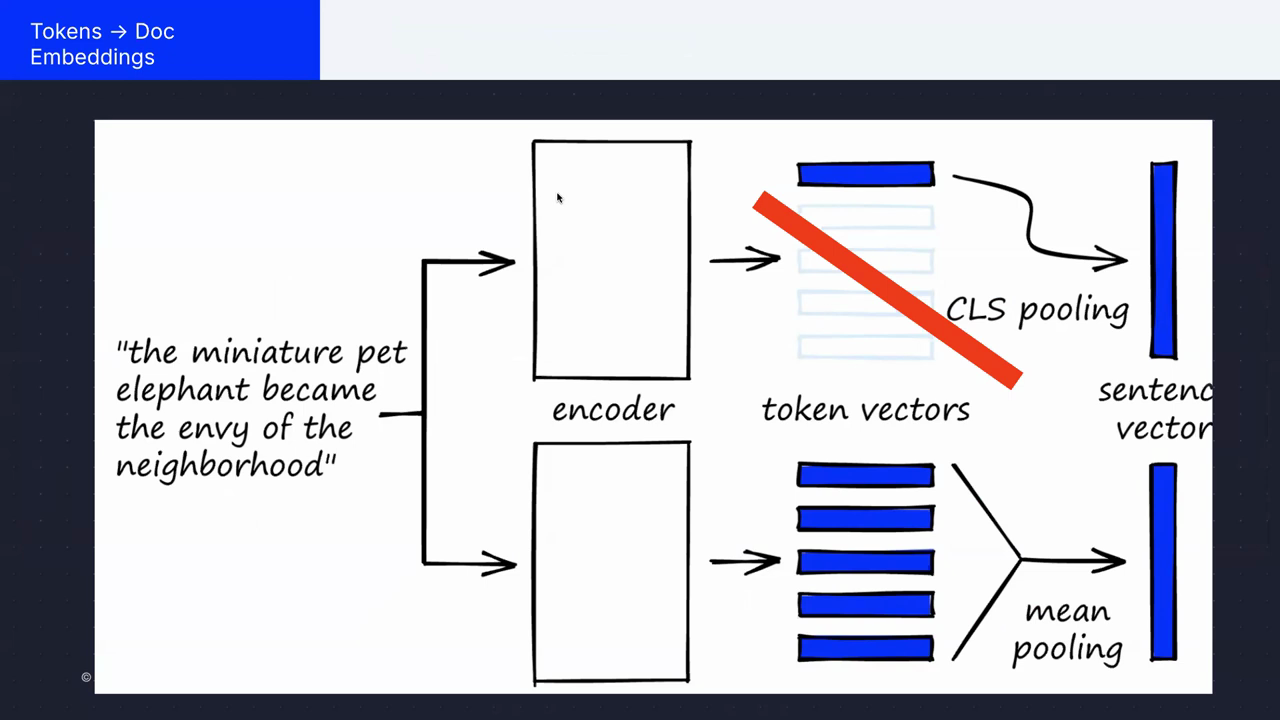 Tokens → Doc
Embeddings
"the miniature pet
elephant became
the envy of the
neighborhood"
encoder
token vectors
CLS pooling
sentenc
vector
mean
pooling
©